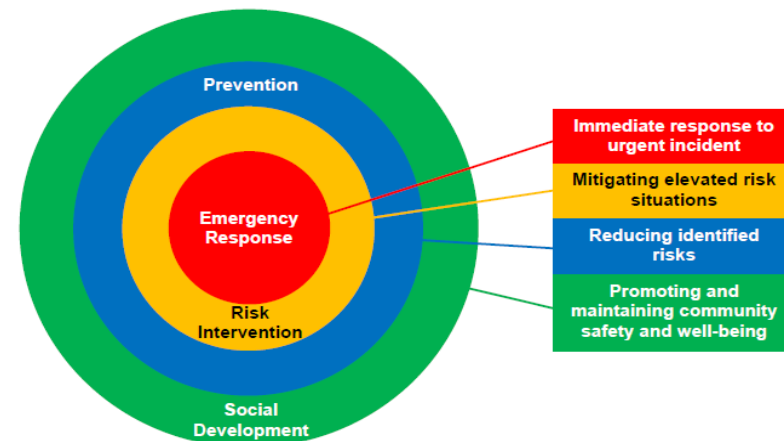 Prevention
Emergency
Response
Risk
Intervention
Social
Development
Immediate response to
urgent incident
Mitigating elevated risk
situations
Reducing identified
risks
Promoting and
maintaining community
safety and well-being